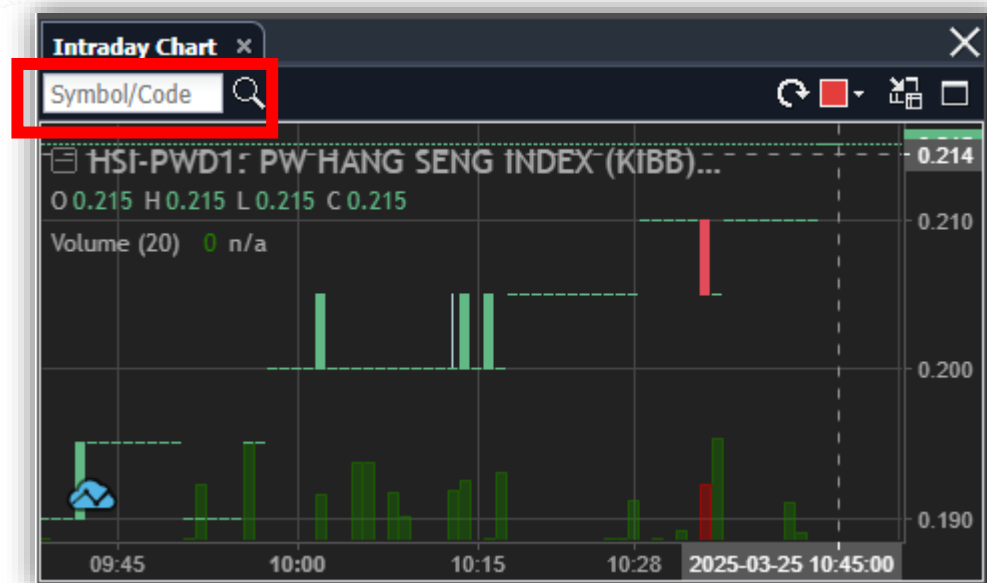 Intraday Chart ×
Symbol/Code
HSI-PWD1: PW HANG SENG INDEX (KIBB)...
O 0.215 H 0.215 L 0.215 C 0.215
Volume (20) 0 n/a
0.214
0.210
0.200
0.190
09:45 10:00 10:15 10:28 2025-03-25 10:45:00